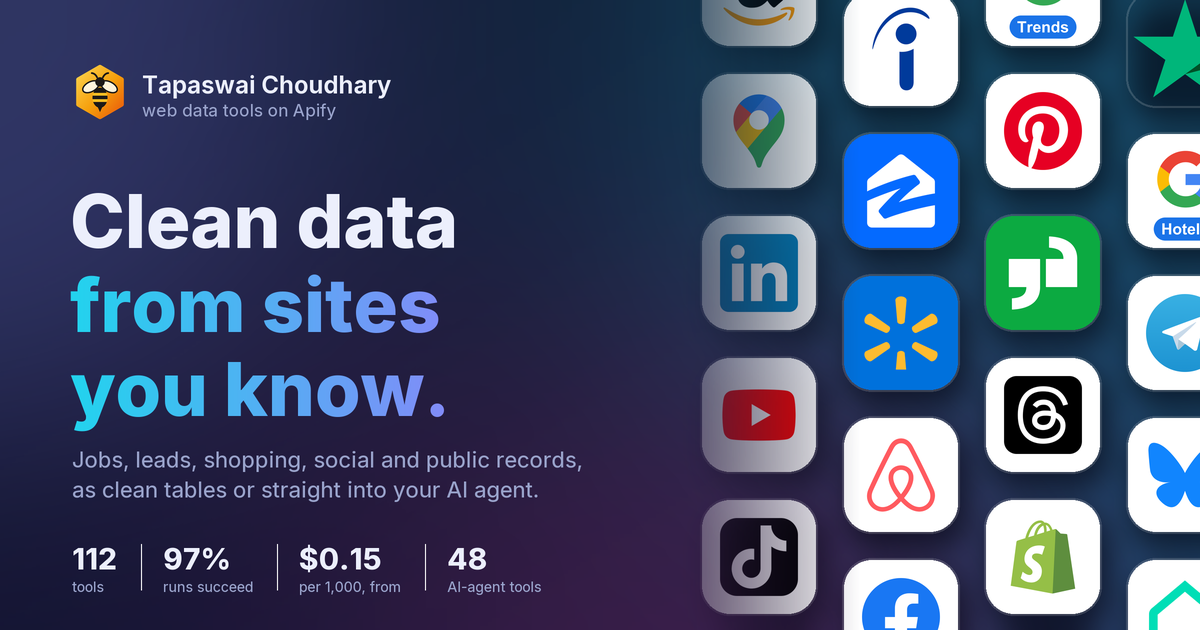 Tapaswai Choudhary
web data tools on Apify
Clean data
from sites
you know.
Jobs, leads, shopping, social and public records,
as clean tables or straight into your AI agent.
112
tools
97%
runs succeed
$0.15
per 1,000, from
48
AI-agent tools
Trends
in
Hotel